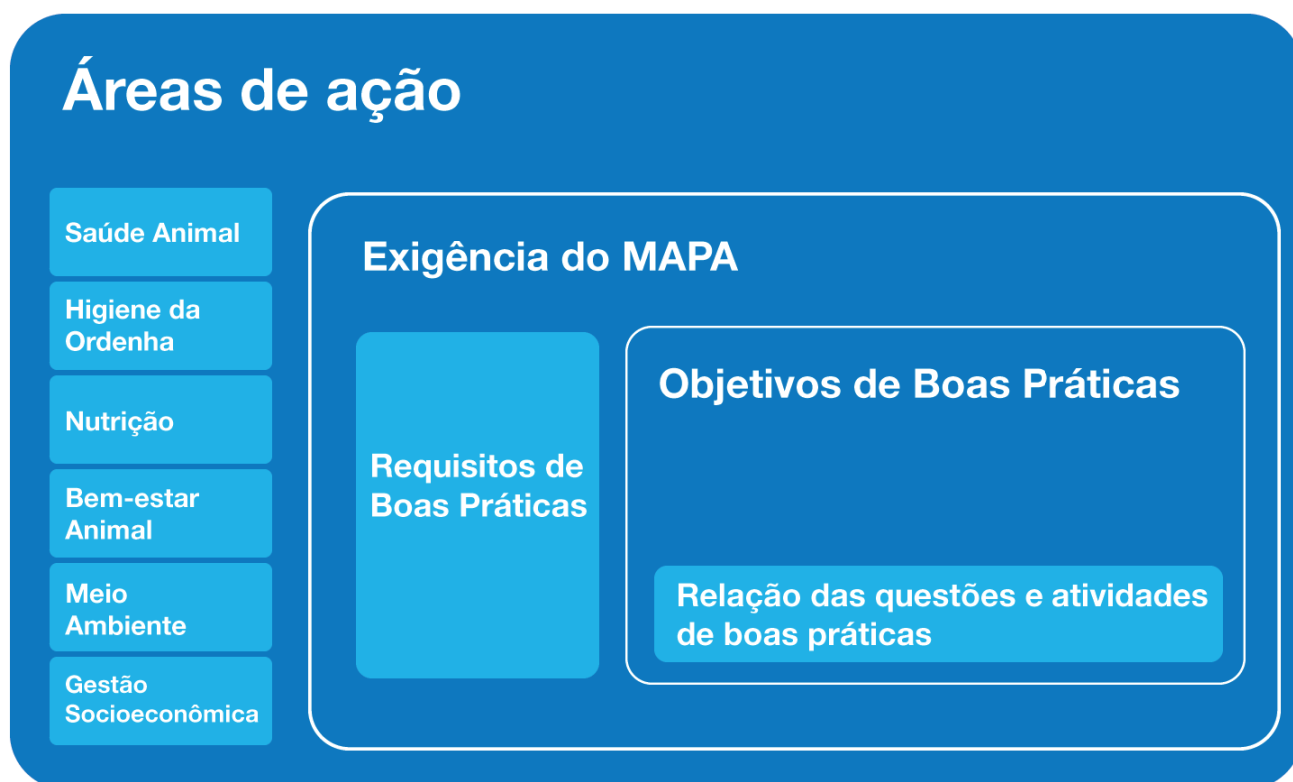 Áreas de ação
Saúde Animal
Higiene da
Ordenha
Nutrição
Bem-estar
Animal
Meio
Ambiente
Gestão
Socioeconômica
Exigência do MAPA
Requisitos de
Boas Práticas
Objetivos de Boas Práticas
Relação das questões e atividades
de boas práticas